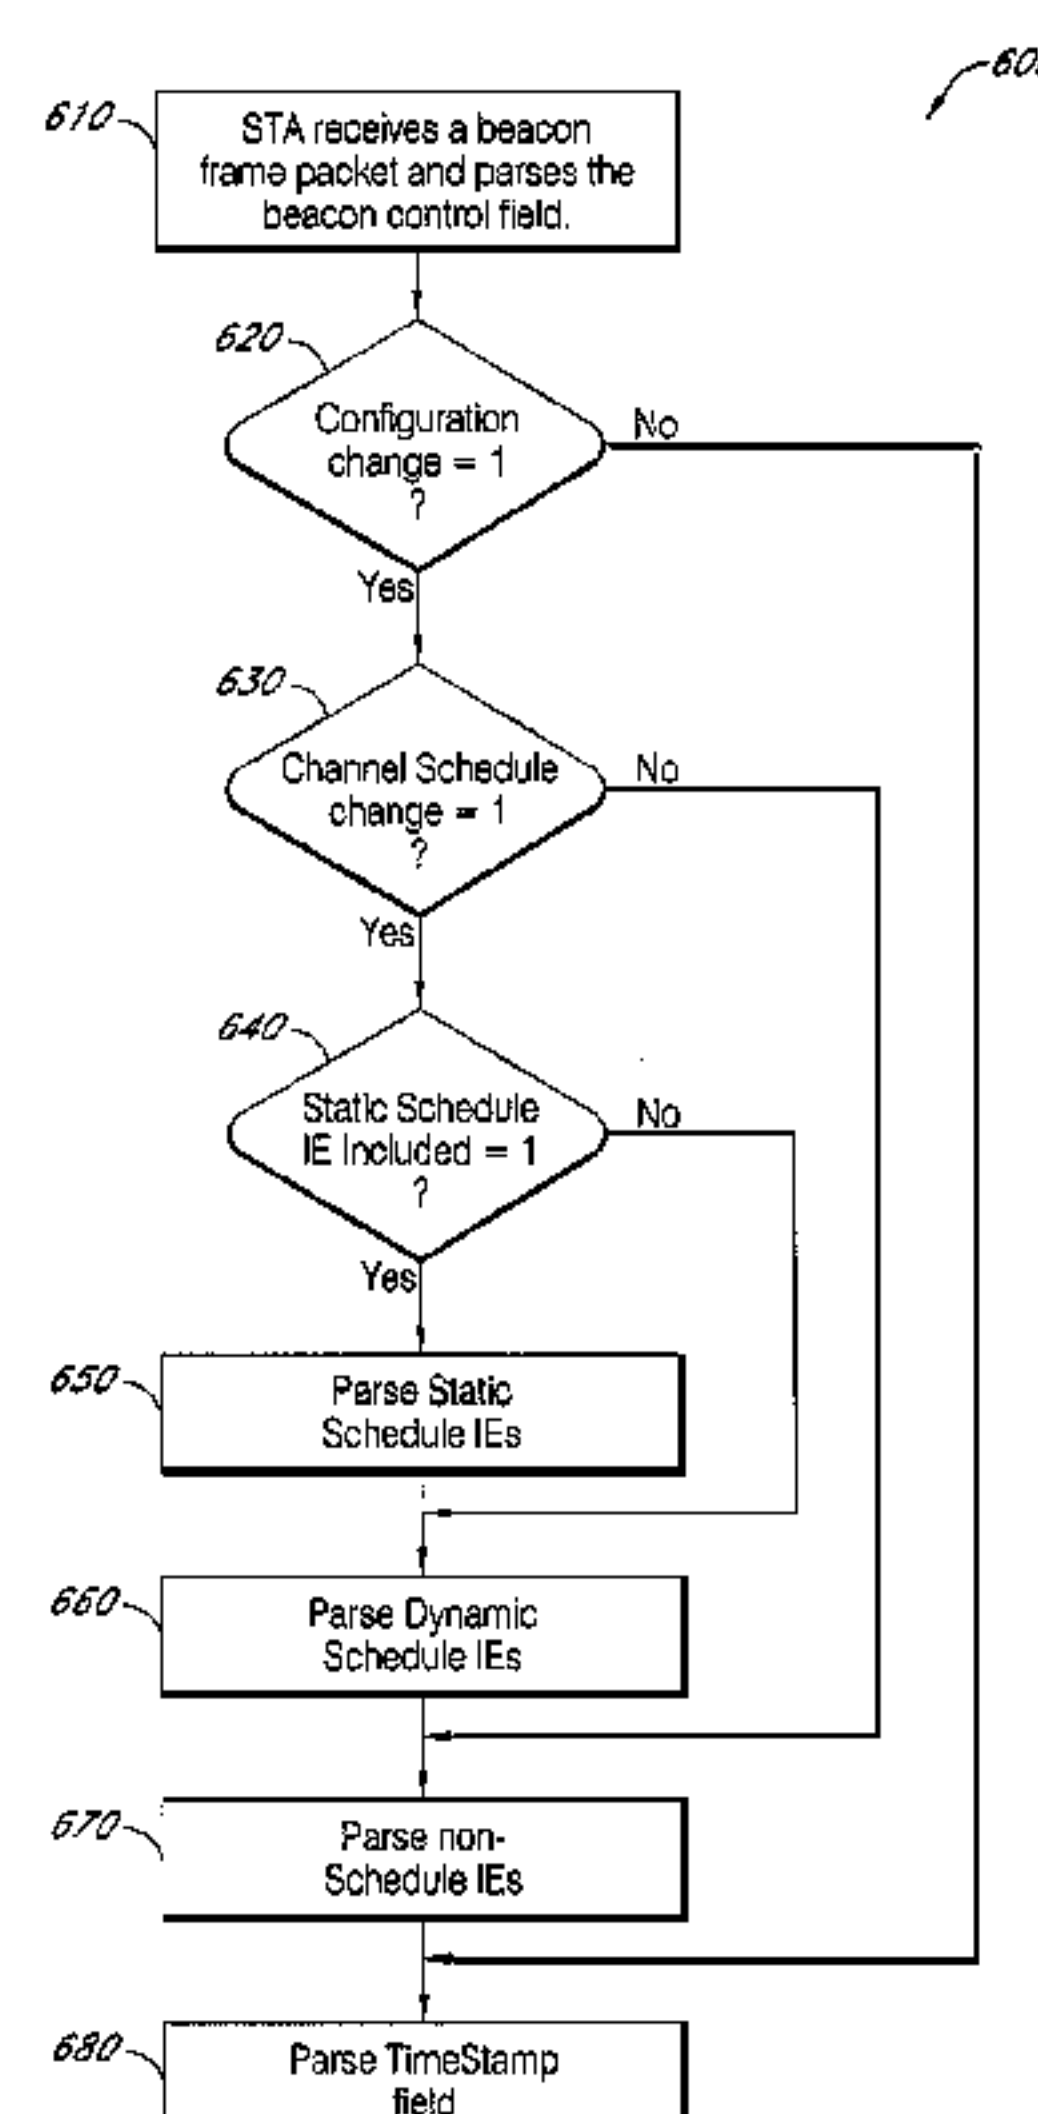 610
STA receives a beacon
frame packet and parses the
beacon control field.
620
Configuration
change = 1
?
No
Yes
630
Channel Schedule
change = 1
?
No
Yes
640
Static Schedule
IE Included = 1
?
No
Yes
650
Parse Static
Schedule IEs
660
Parse Dynamic
Schedule IEs
670
Parse non-
Schedule IEs
680
Parse TimeStamp
field